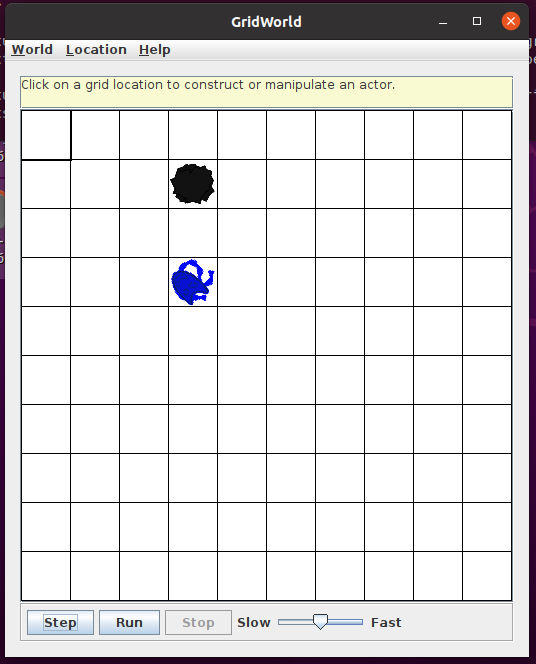 GridWorld
World Location Help
Click on a grid location to construct or manipulate an actor.
Step Run Stop Slow Fast